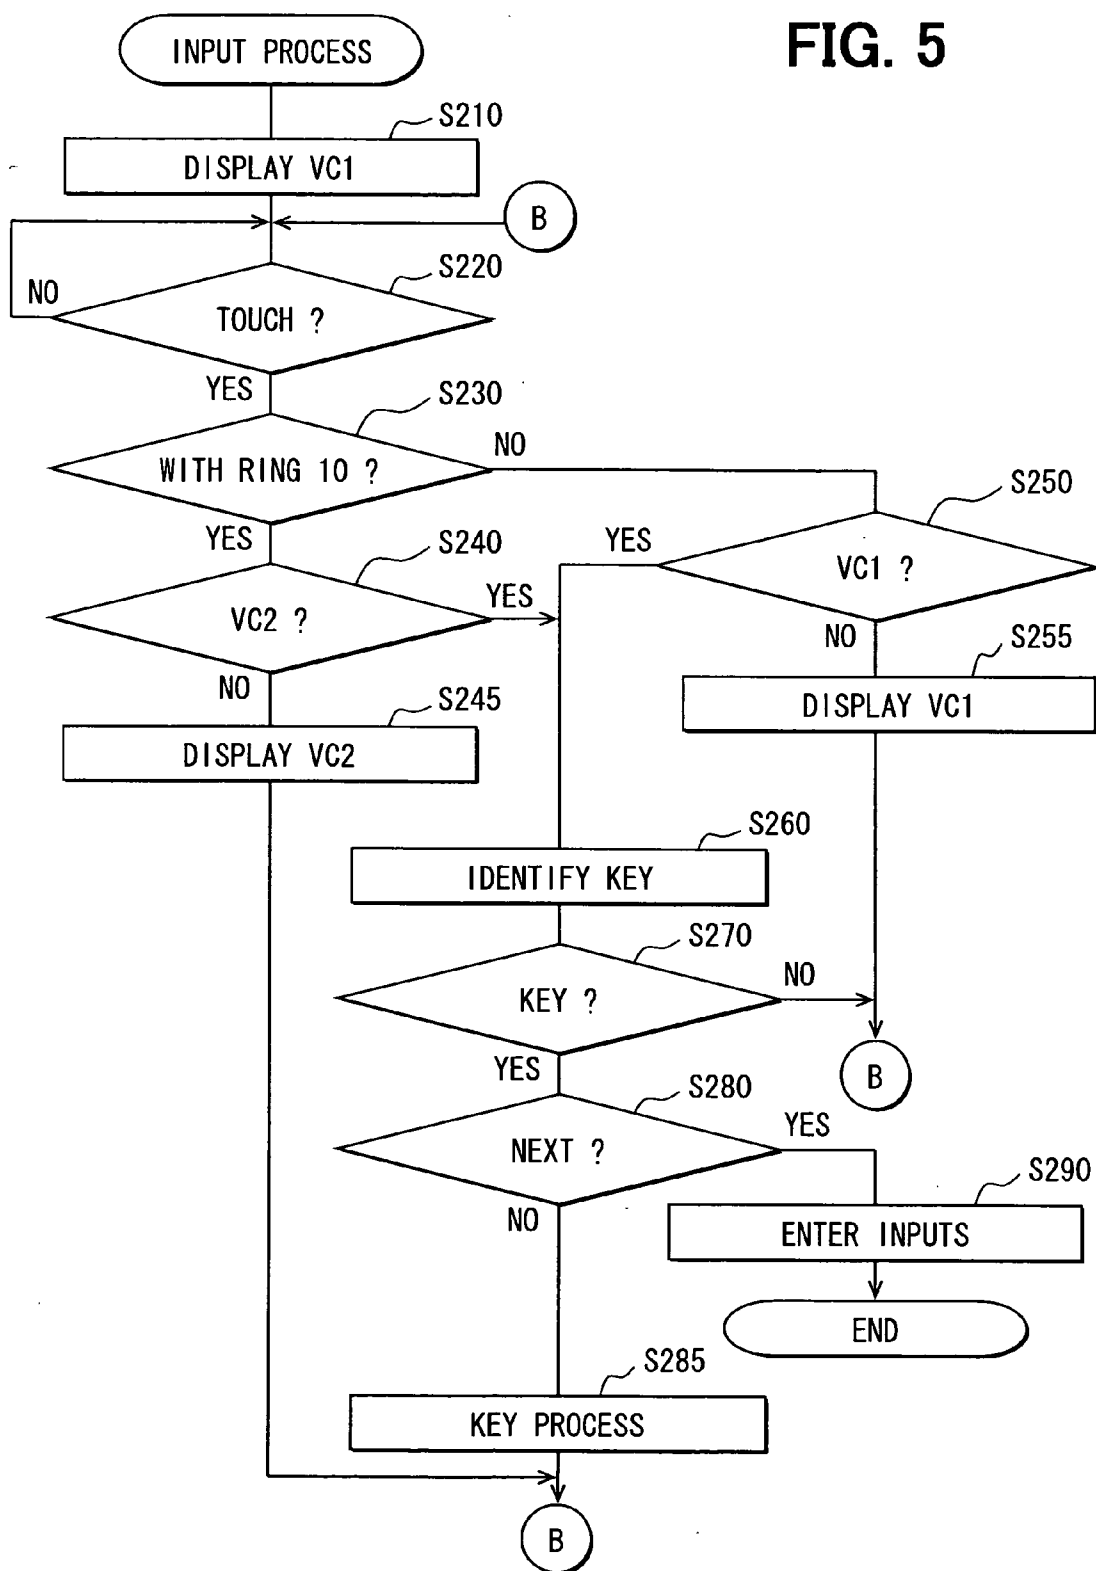 FIG. 5
INPUT PROCESS
S210
DISPLAY VC1
B
S220
NO
TOUCH ?
YES
S230
WITH RING 10 ?
NO
YES
S250
YES
VC1 ?
S240
VC2 ?
YES
NO
NO
S255
DISPLAY VC1
S245
DISPLAY VC2
S260
IDENTIFY KEY
S270
KEY ?
NO
YES
B
S280
NEXT ?
YES
NO
S290
ENTER INPUTS
END
S285
KEY PROCESS
B